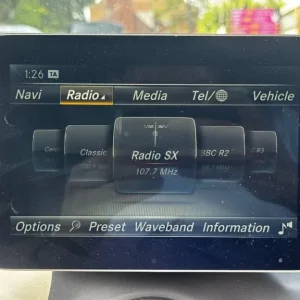 1:26 TA
Navi Radio Media Tel/ Vehicle
Classic Radio SX BBC R2 R3
107.7 MHz
Options Preset Waveband Information